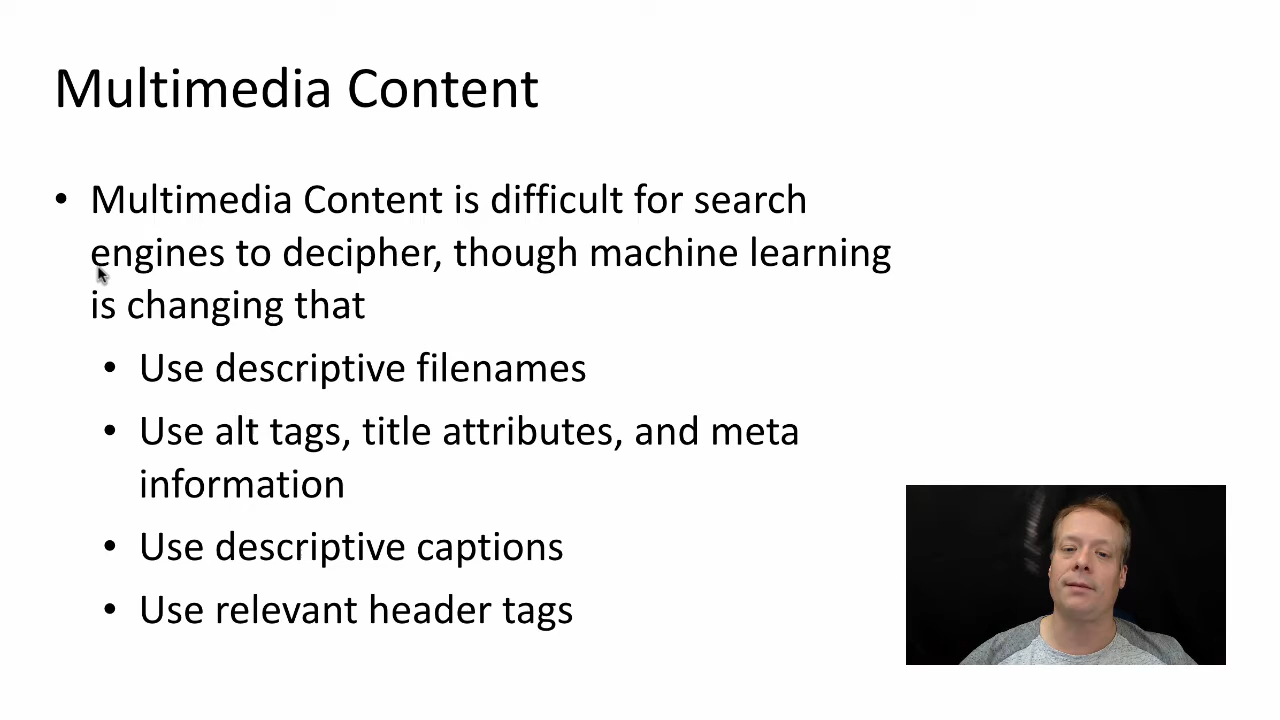 Multimedia Content
• Multimedia Content is difficult for search
engines to decipher, though machine learning
is changing that
• Use descriptive filenames
• Use alt tags, title attributes, and meta
information
• Use descriptive captions
• Use relevant header tags